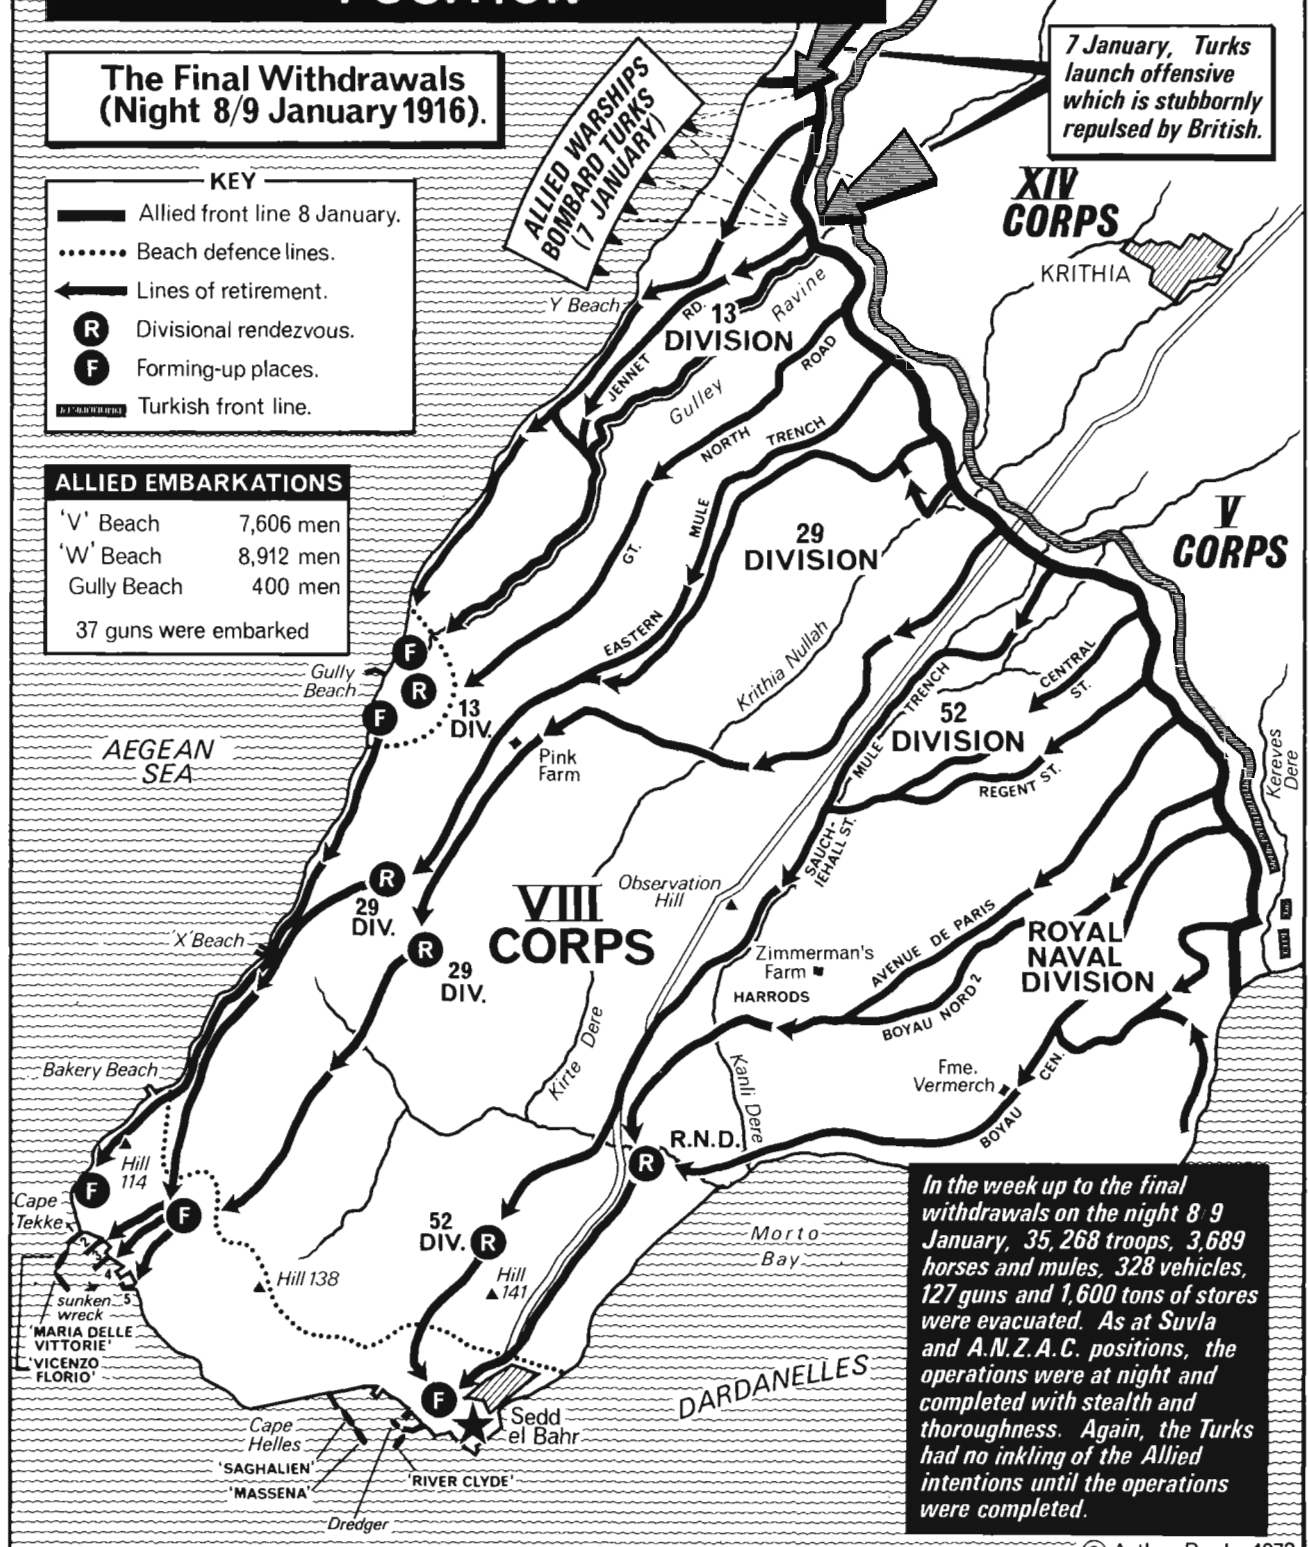 The Final Withdrawals
(Night 8/9 January 1916).
KEY
Allied front line 8 January.
Beach defence lines.
Lines of retirement.
R Divisional rendezvous.
F Forming-up places.
Turkish front line.
ALLIED EMBARKATIONS
'V' Beach 7,606 men
'W' Beach 8,912 men
Gully Beach 400 men
37 guns were embarked
ALLIED WARSHIPS
BOMBARD TURKS
(7 JANUARY)
7 January, Turks
launch offensive
which is stubbornly
repulsed by British.
XIV
CORPS
KRITHIA
Y Beach
RD.
JENNET
13
DIVISION
Ravine
Gulley
ROAD
NORTH
GT.
TRENCH
MULE
EASTERN
29
DIVISION
V
CORPS
Krithia Nullah
CENTRAL
ST.
TRENCH
MULE
52
DIVISION
REGENT ST.
Kereves
Dere
F
R
F
Gully
Beach
13
DIV.
AEGEAN
SEA
Pink
Farm
SAUCH-
IEHALL ST.
Observation
Hill
R
29
DIV.
VIII
CORPS
'X' Beach
R
29
DIV.
Zimmerman's
Farm
HARRODS
AVENUE DE PARIS
BOYAU NORD 2
ROYAL
NAVAL
DIVISION
Kirte Dere
Kanli Dere
Fme.
Vermerch
CEN.
BOYAU
Bakery Beach
Hill
114
R.N.D.
R
F
Cape
Tekke
F
52
DIV.
R
Morto
Bay
Hill 138
Hill
141
2
3
4
5
sunken
wreck
'MARIA DELLE
VITTORIE'
'VICENZO
FLORIO'
F
Sedd
el Bahr
DARDANELLES
Cape
Helles
'SAGHALIEN'
'MASSENA'
'RIVER CLYDE'
Dredger
In the week up to the final
withdrawals on the night 8 9
January, 35,268 troops, 3,689
horses and mules, 328 vehicles,
127 guns and 1,600 tons of stores
were evacuated. As at Suvla
and A.N.Z.A.C. positions, the
operations were at night and
completed with stealth and
thoroughness. Again, the Turks
had no inkling of the Allied
intentions until the operations
were completed.